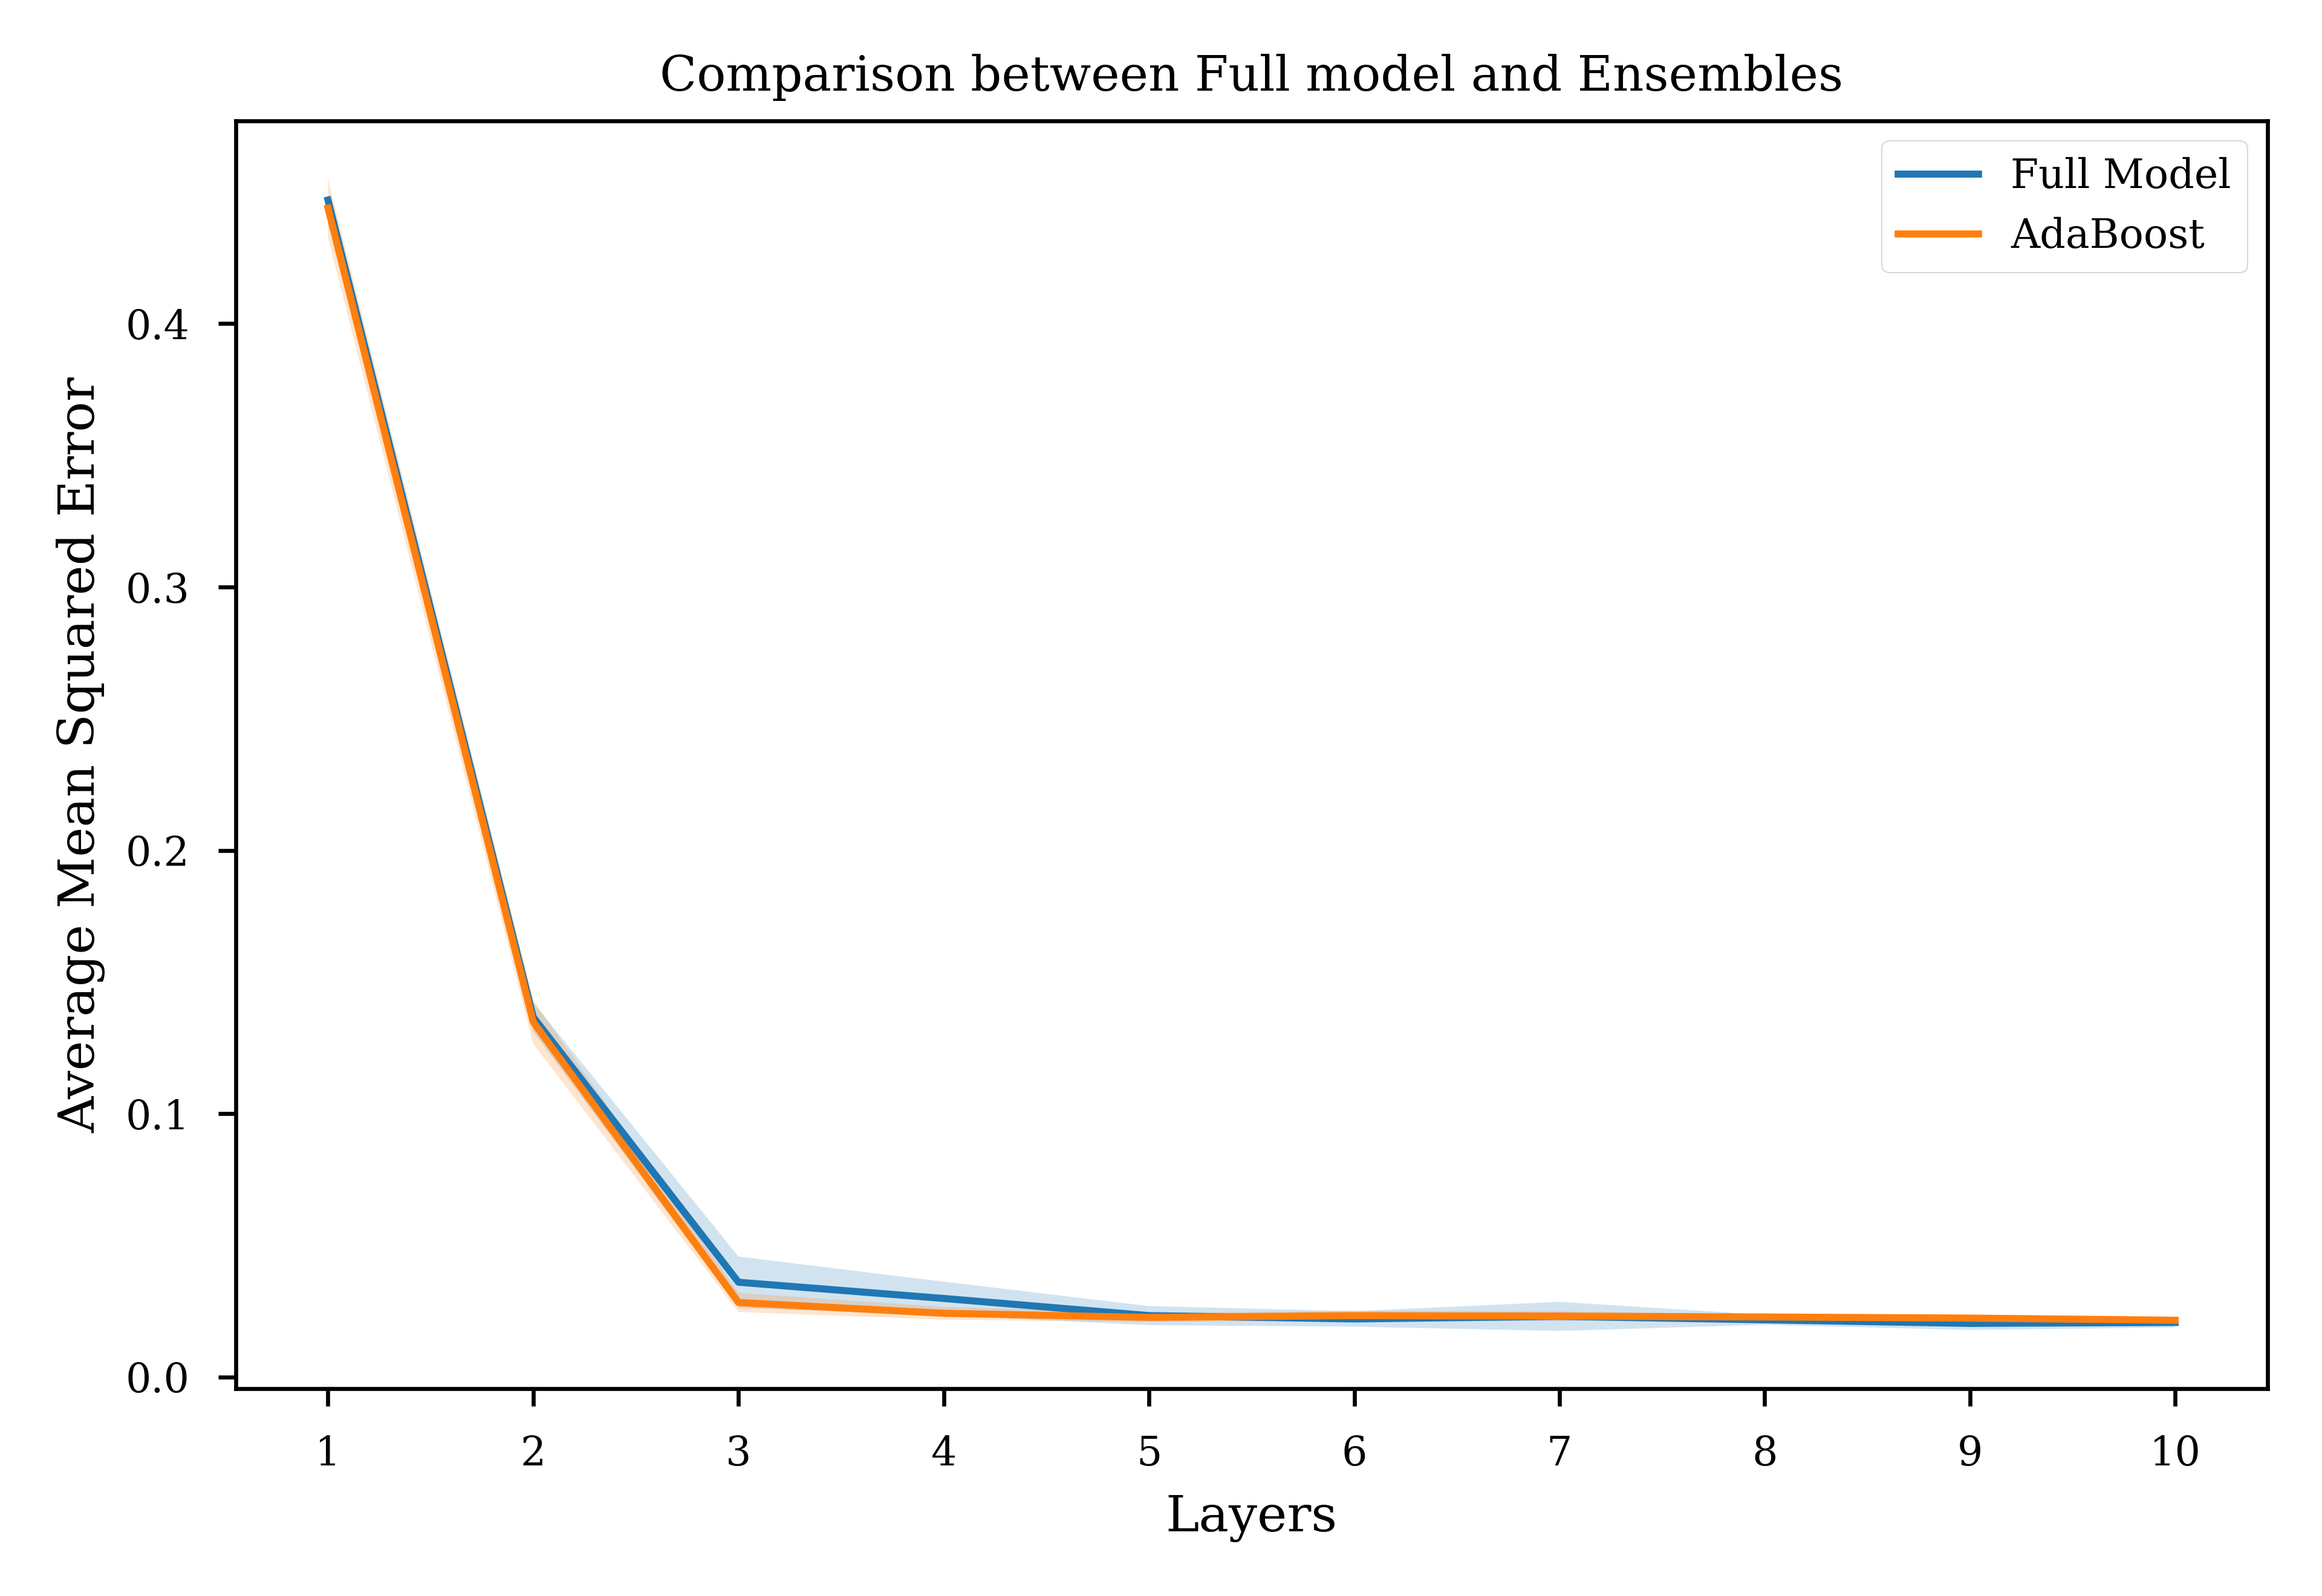 Comparison between Full model and Ensembles
Full Model
AdaBoost
Average Mean Squared Error
0.4
0.3
0.2
0.1
0.0
1 2 3 4 5 6 7 8 9 10
Layers